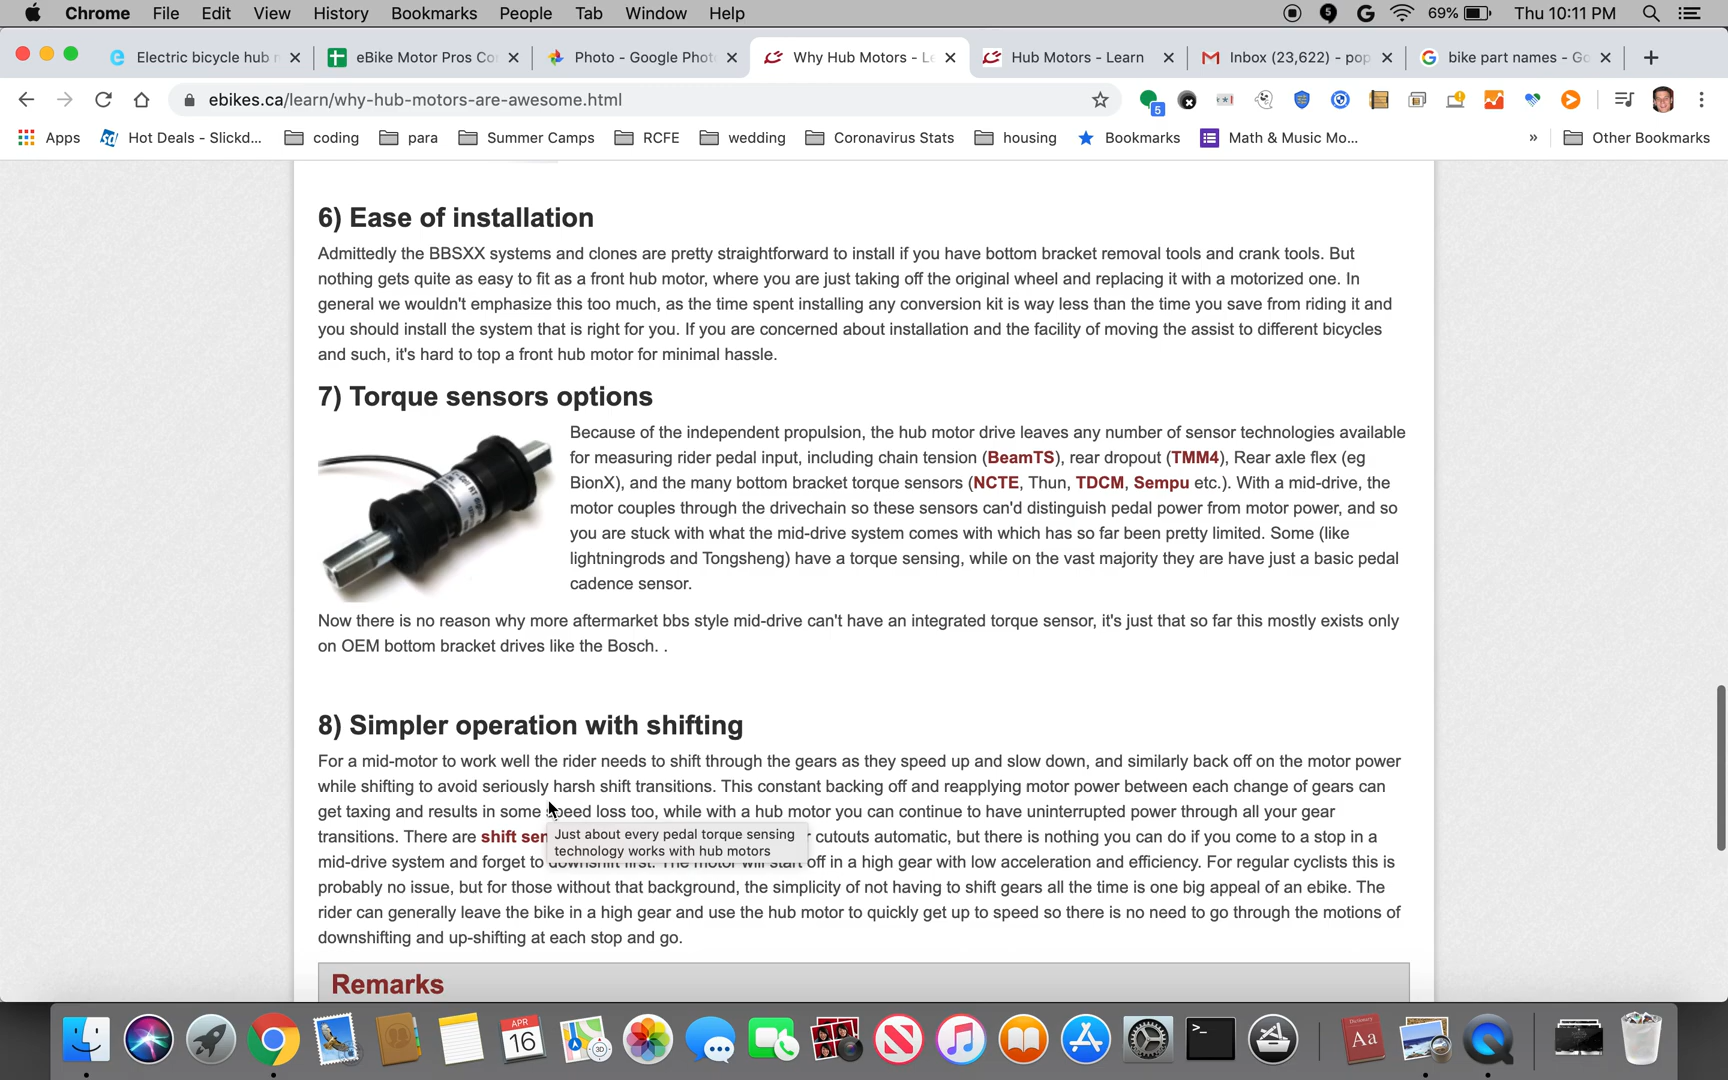 Chrome File Edit View History Bookmarks People Tab Window Help 69% Thu 10:11 PM
Electric bicycle hub r eBike Motor Pros Co Photo - Google Phot Why Hub Motors - Le Hub Motors - Learn Inbox (23,622) - pop bike part names - Go
ebikes.ca/learn/why-hub-motors-are-awesome.html 5
Apps Hot Deals - Slickd... coding para Summer Camps RCFE wedding Coronavirus Stats housing Bookmarks Math & Music Mo... » Other Bookmarks
6) Ease of installation
Admittedly the BBSXX systems and clones are pretty straightforward to install if you have bottom bracket removal tools and crank tools. But
nothing gets quite as easy to fit as a front hub motor, where you are just taking off the original wheel and replacing it with a motorized one. In
general we wouldn't emphasize this too much, as the time spent installing any conversion kit is way less than the time you save from riding it and
you should install the system that is right for you. If you are concerned about installation and the facility of moving the assist to different bicycles
and such, it's hard to top a front hub motor for minimal hassle.
7) Torque sensors options
Because of the independent propulsion, the hub motor drive leaves any number of sensor technologies available
for measuring rider pedal input, including chain tension (BeamTS), rear dropout (TMM4), Rear axle flex (eg
BionX), and the many bottom bracket torque sensors (NCTE, Thun, TDCM, Sempu etc.). With a mid-drive, the
motor couples through the drivechain so these sensors can'd distinguish pedal power from motor power, and so
you are stuck with what the mid-drive system comes with which has so far been pretty limited. Some (like
lightningrods and Tongsheng) have a torque sensing, while on the vast majority they are have just a basic pedal
cadence sensor.
Now there is no reason why more aftermarket bbs style mid-drive can't have an integrated torque sensor, it's just that so far this mostly exists only
on OEM bottom bracket drives like the Bosch. .
8) Simpler operation with shifting
For a mid-motor to work well the rider needs to shift through the gears as they speed up and slow down, and similarly back off on the motor power
while shifting to avoid seriously harsh shift transitions. This constant backing off and reapplying motor power between each change of gears can
get taxing and results in some speed loss too, while with a hub motor you can continue to have uninterrupted power through all your gear
transitions. There are shift sen cutouts automatic, but there is nothing you can do if you come to a stop in a
Just about every pedal torque sensing
technology works with hub motors
mid-drive system and forget to downshift first. The motor will start off in a high gear with low acceleration and efficiency. For regular cyclists this is
probably no issue, but for those without that background, the simplicity of not having to shift gears all the time is one big appeal of an ebike. The
rider can generally leave the bike in a high gear and use the hub motor to quickly get up to speed so there is no need to go through the motions of
downshifting and up-shifting at each stop and go.
Remarks
APR
16
3D
Aa